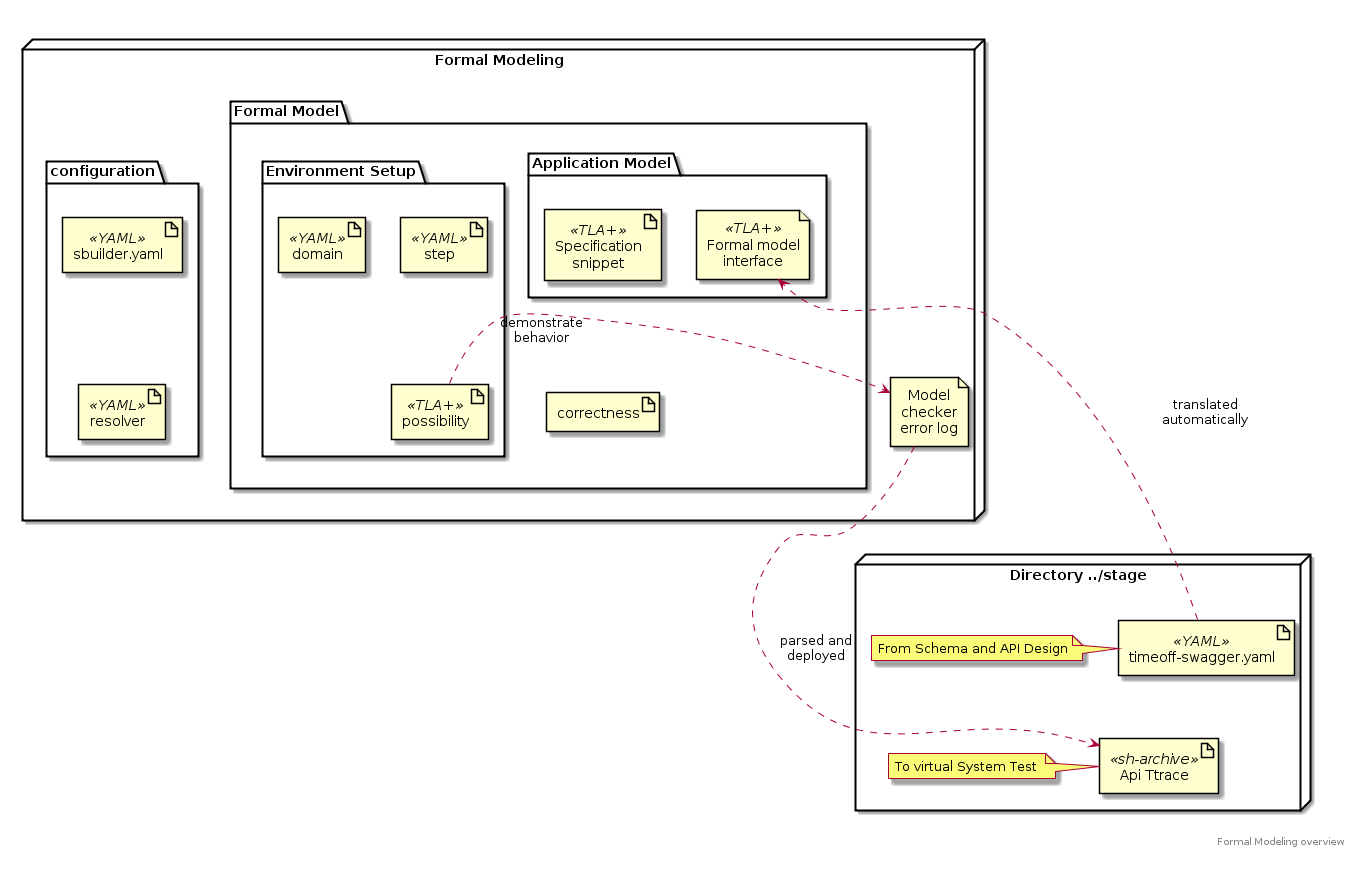 Formal Modeling
Formal Model
configuration
Environment Setup
Application Model
«YAML»
sbuilder.yaml
«YAML»
domain
«YAML»
step
«TLA+»
Specification
snippet
«TLA+»
Formal model
interface
demonstrate
behavior
«YAML»
resolver
«TLA+»
possibility
correctness
Model
checker
error log
translated
automatically
Directory ../stage
parsed and
deployed
From Schema and API Design
«YAML»
timeoff-swagger.yaml
To virtual System Test
«sh-archive»
Api Ttrace
Formal Modeling overview